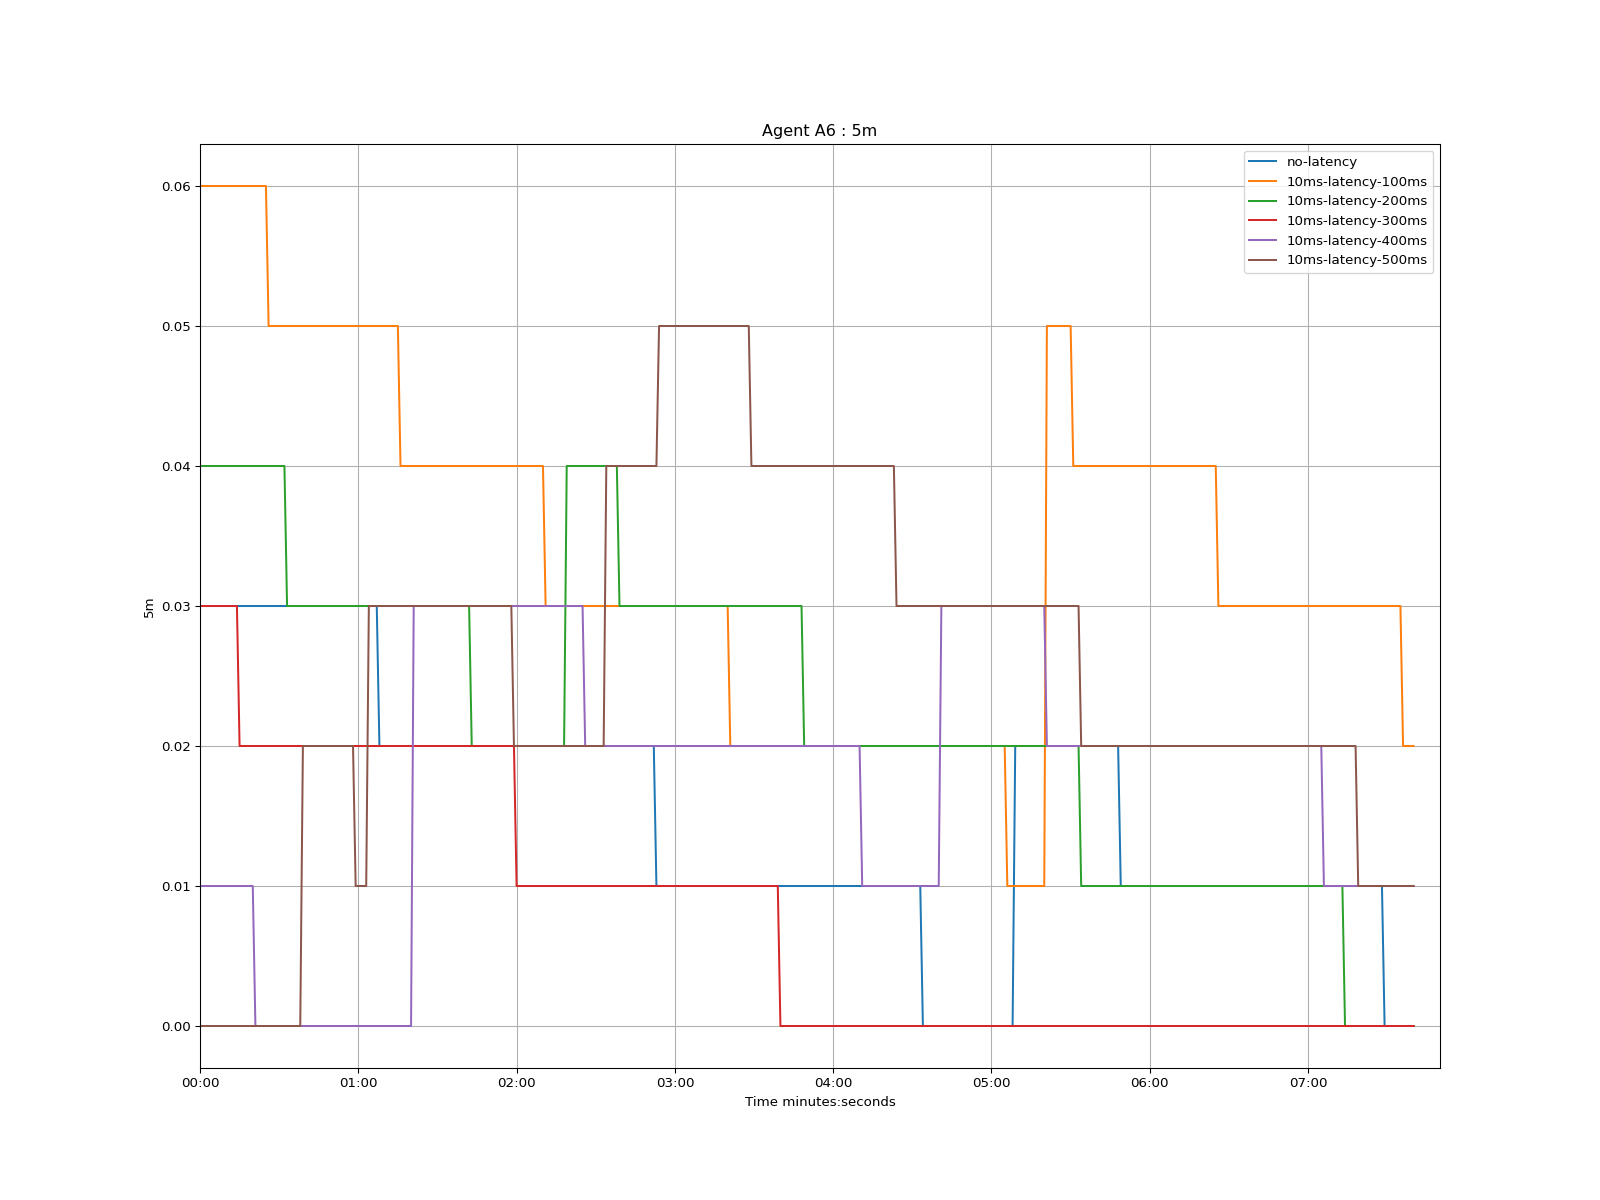 Agent A6 : 5m
no-latency
10ms-latency-100ms
10ms-latency-200ms
10ms-latency-300ms
10ms-latency-400ms
10ms-latency-500ms
0.06
0.05
0.04
0.03
0.02
0.01
0.00
5m
00:00 01:00 02:00 03:00 04:00 05:00 06:00 07:00
Time minutes:seconds